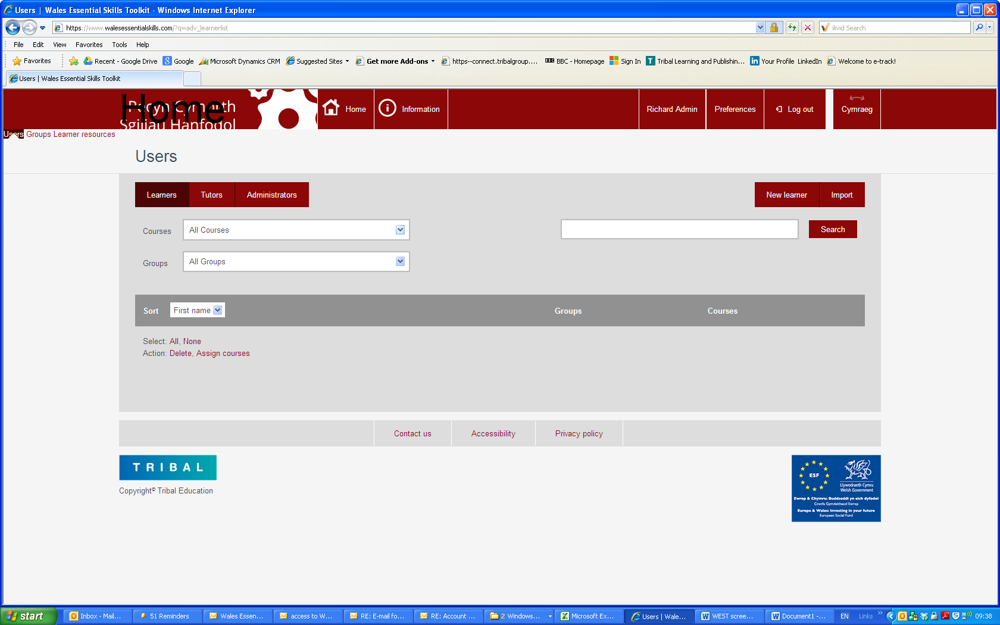 Users | Wales Essential Skills Toolkit - Windows Internet Explorer
https://www.walesessentialskills.com/?q=adv_learnerlist
ilivid Search
File Edit View Favorites Tools Help
Favorites Recent - Google Drive Google Microsoft Dynamics CRM Suggested Sites Get more Add-ons https--connect.tribalgroup.... BBC - Homepage Sign In Tribal Learning and Publishin... Your Profile LinkedIn Welcome to e-track!
Users | Wales Essential Skills Toolkit
Home
Pecyn Cymorth
Sgiliau Hanfodol
Home Information Richard Admin Preferences Log out Cymraeg
Users Groups Learner resources
Users
Learners Tutors Administrators New learner Import
Courses All Courses Search
Groups All Groups
Sort First name Groups Courses
Select: All, None
Action: Delete, Assign courses
Contact us Accessibility Privacy policy
TRIBAL
Copyright© Tribal Education
ESF
Llywodraeth Cymru
Welsh Government
Ewrop & Chymru: Buddsoddi yn eich dyfodol
Cronfa Gymdeithasol Ewrop
Europe & Wales: Investing in your future
European Social Fund
start Inbox - Mail... 51 Reminders Wales Essen... access to W... RE: E-mail fo... RE: Account ... 2 Windows... Microsoft Ex... Users | Wale... WEST scree... Document1 -... EN Links 09:38